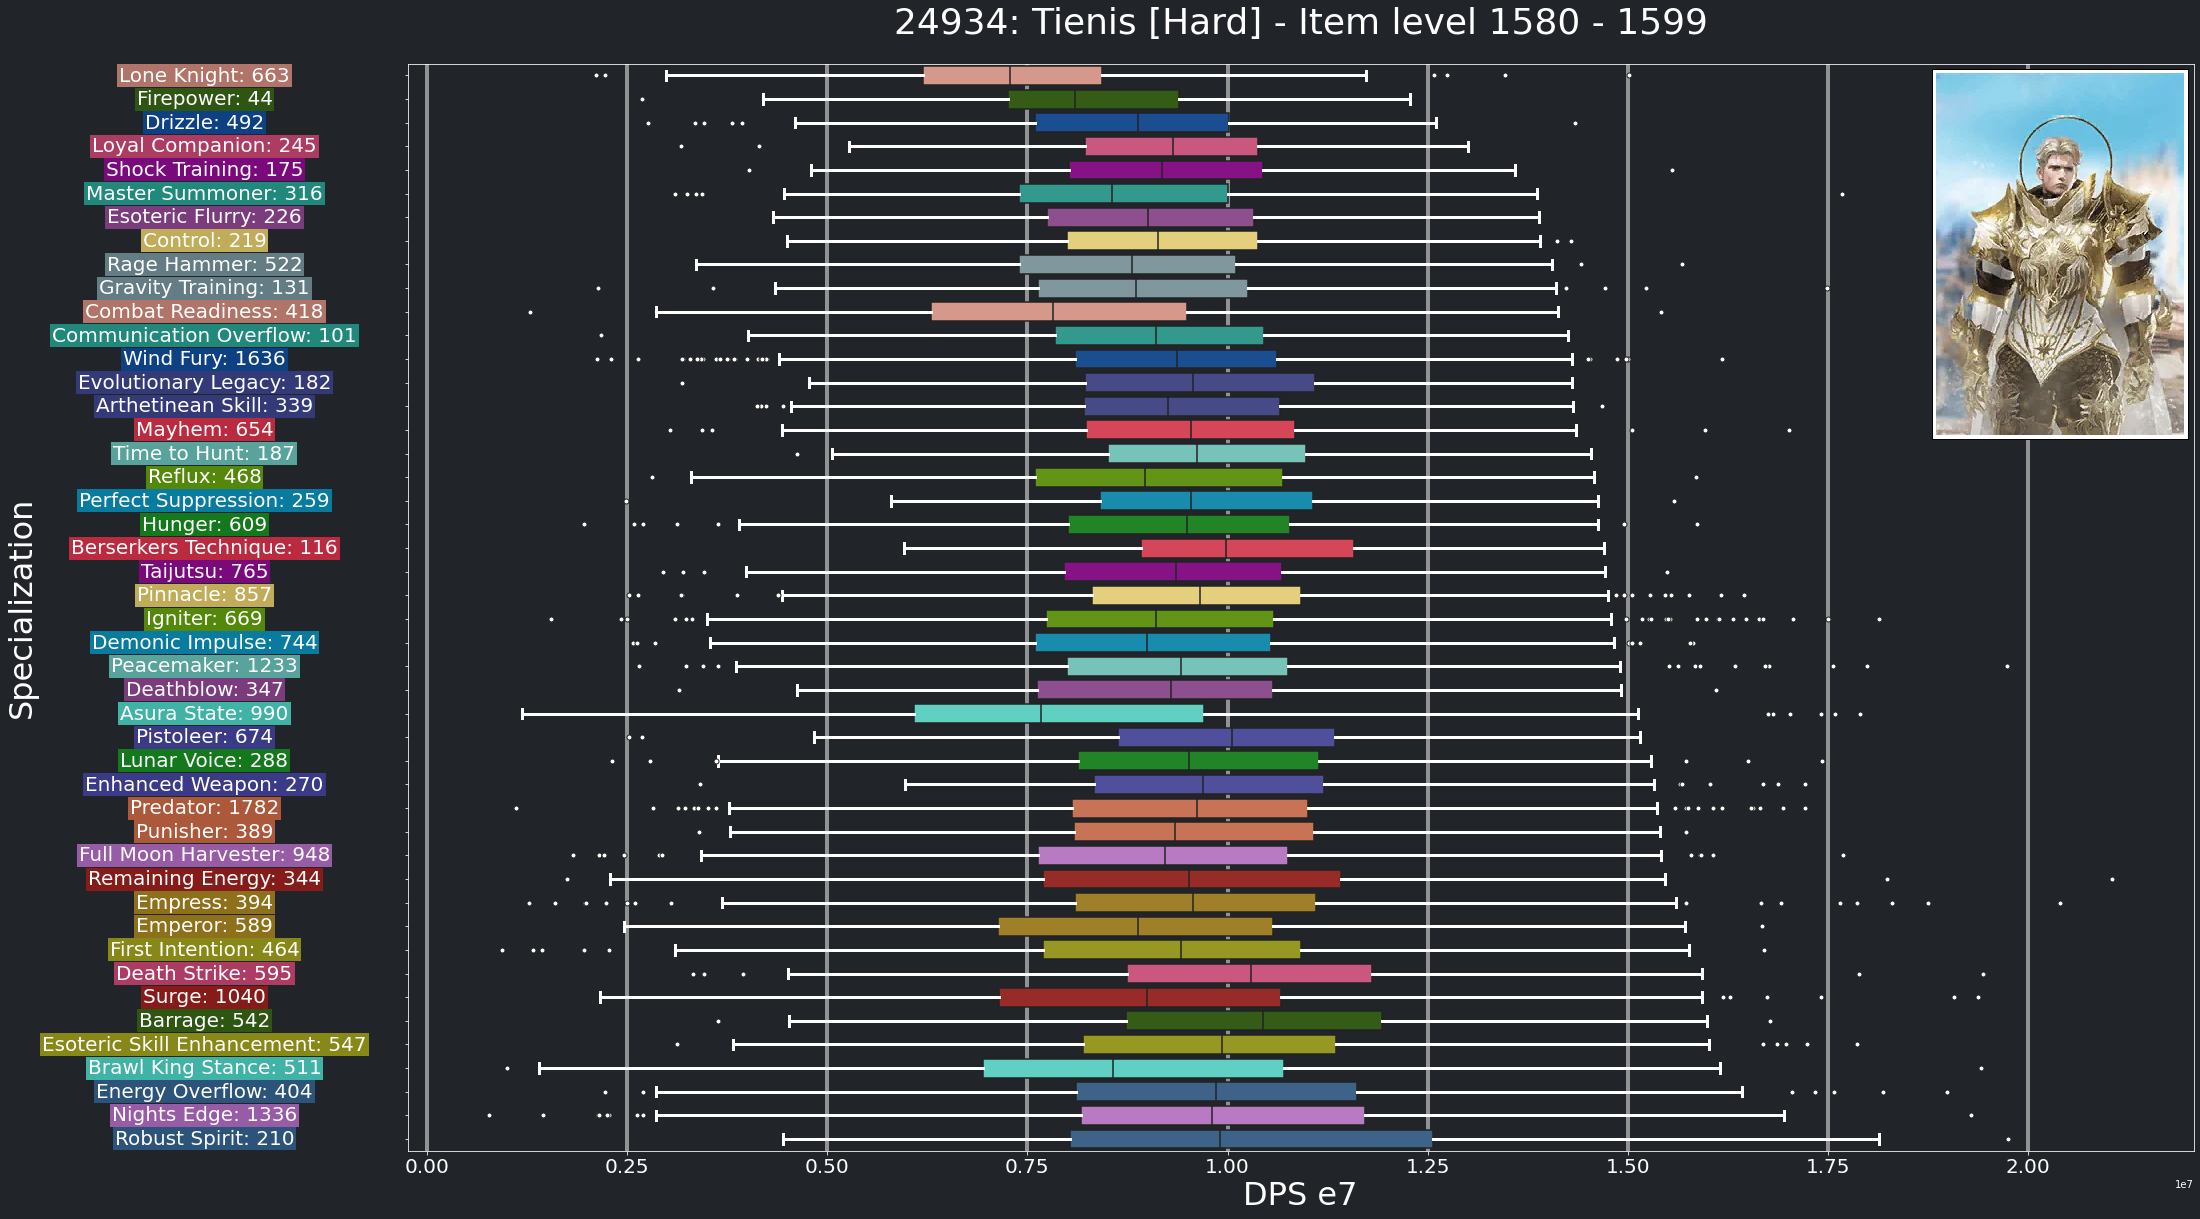 24934: Tienis [Hard] - Item level 1580 - 1599
Specialization
Lone Knight: 663
Firepower: 44
Drizzle: 492
Loyal Companion: 245
Shock Training: 175
Master Summoner: 316
Esoteric Flurry: 226
Control: 219
Rage Hammer: 522
Gravity Training: 131
Combat Readiness: 418
Communication Overflow: 101
Wind Fury: 1636
Evolutionary Legacy: 182
Arthetinean Skill: 339
Mayhem: 654
Time to Hunt: 187
Reflux: 468
Perfect Suppression: 259
Hunger: 609
Berserkers Technique: 116
Taijutsu: 765
Pinnacle: 857
Igniter: 669
Demonic Impulse: 744
Peacemaker: 1233
Deathblow: 347
Asura State: 990
Pistoleer: 674
Lunar Voice: 288
Enhanced Weapon: 270
Predator: 1782
Punisher: 389
Full Moon Harvester: 948
Remaining Energy: 344
Empress: 394
Emperor: 589
First Intention: 464
Death Strike: 595
Surge: 1040
Barrage: 542
Esoteric Skill Enhancement: 547
Brawl King Stance: 511
Energy Overflow: 404
Nights Edge: 1336
Robust Spirit: 210
0.00 0.25 0.50 0.75 1.00 1.25 1.50 1.75 2.00
DPS e7
1e7